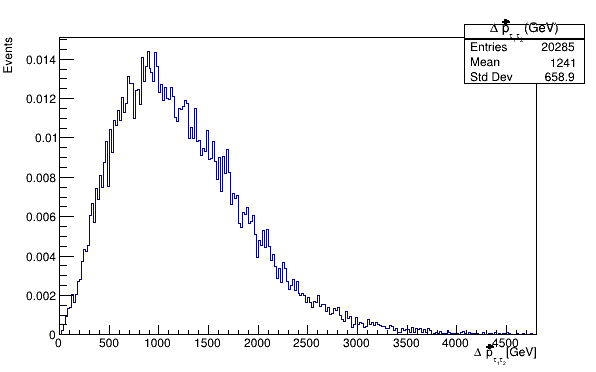 Δ p⃗τ₁τ₂(GeV)
Entries 20285
Mean 1241
Std Dev 658.9
Events
0.014
0.012
0.01
0.008
0.006
0.004
0.002
0
0 500 1000 1500 2000 2500 3000 3500 4000 4500
Δ p⃗τ₁τ₂[GeV]